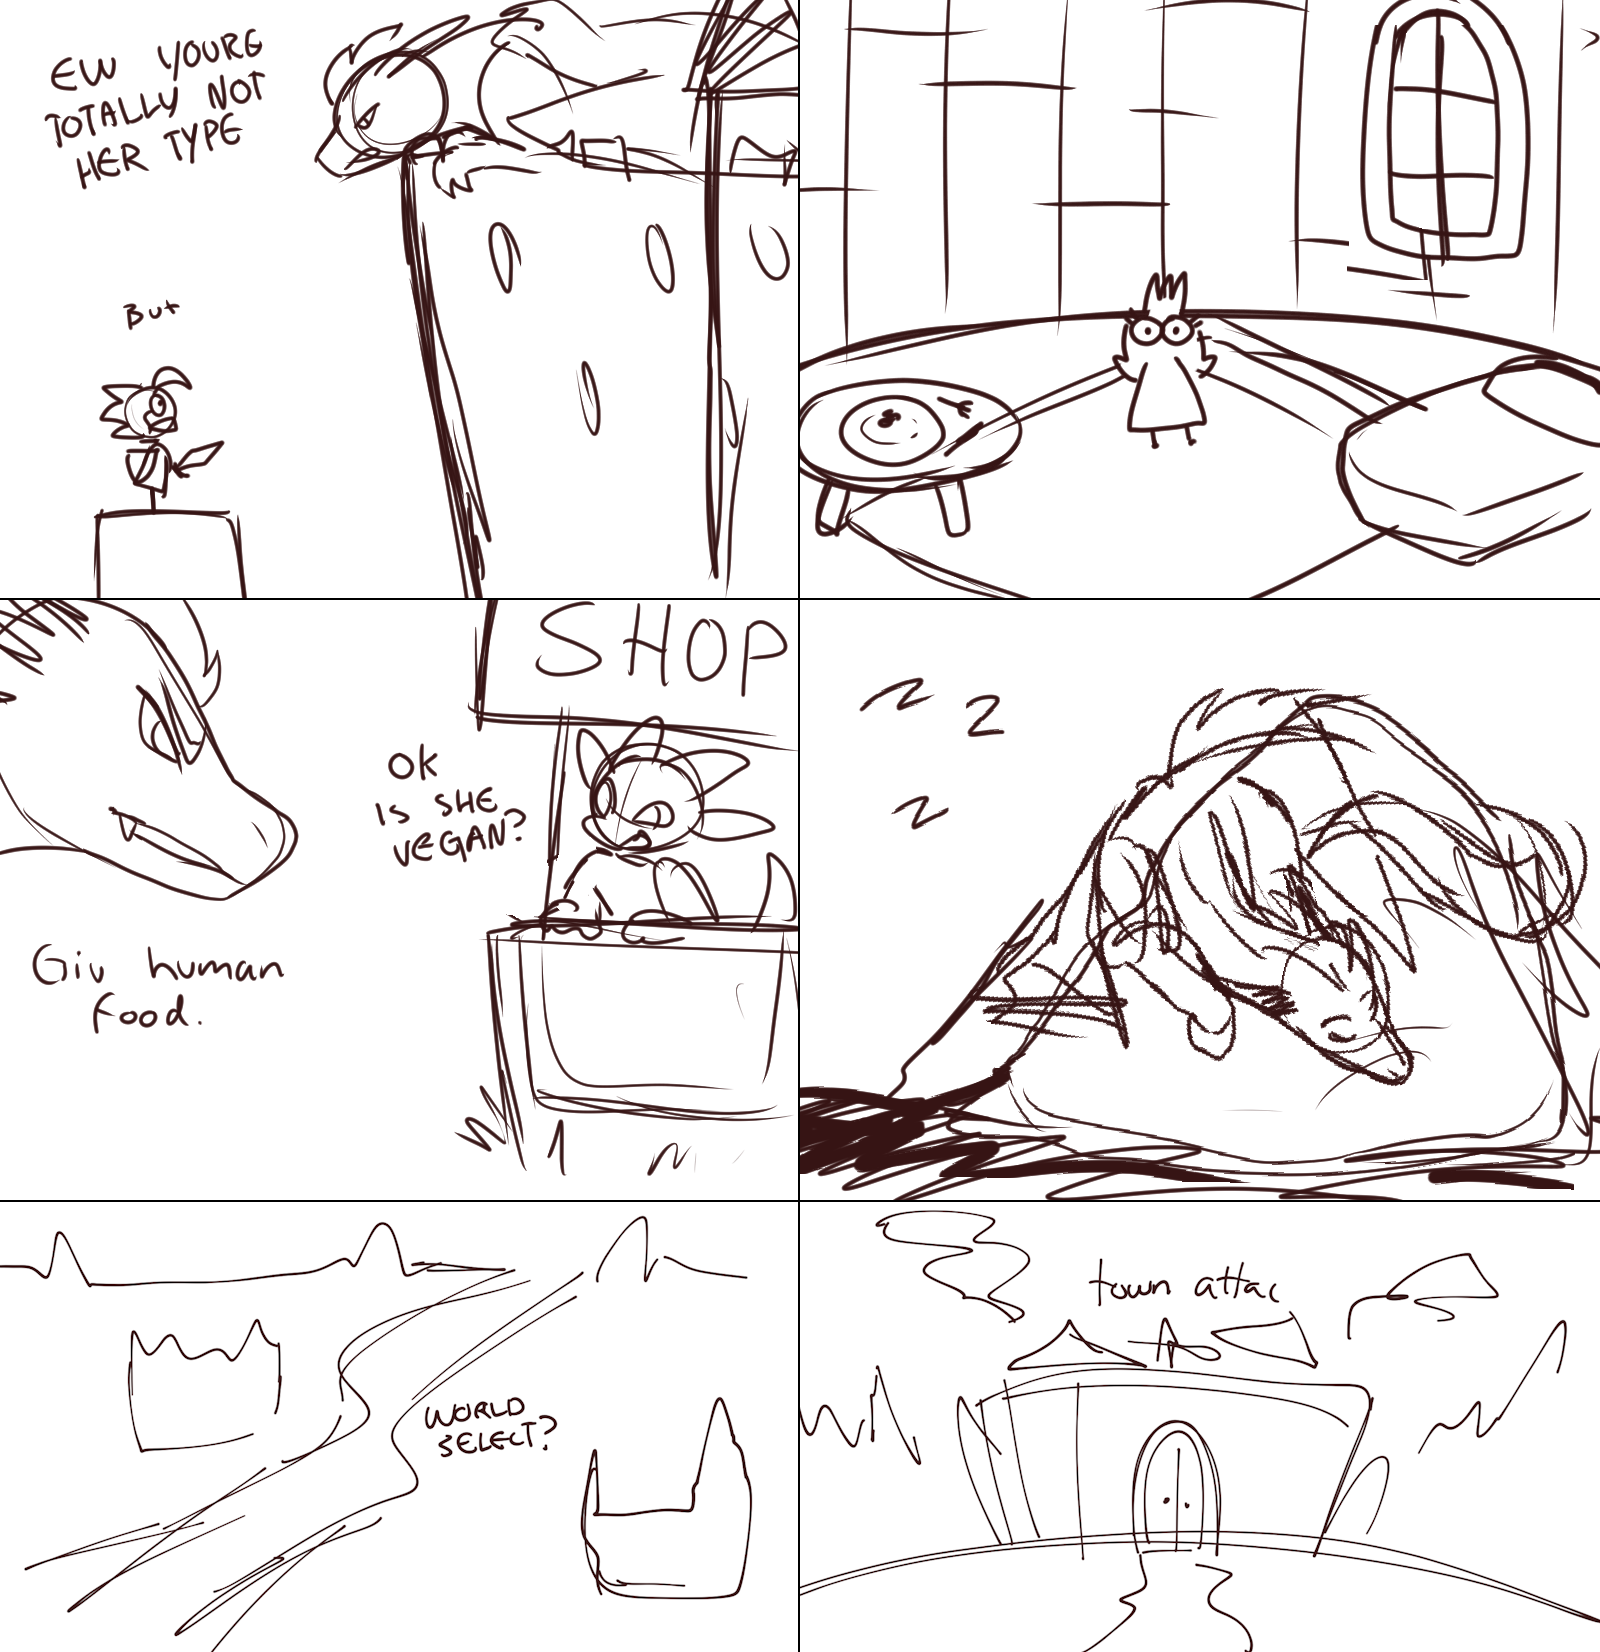 EW YOURE
TOTALLY NOT
HER TYPE
But
SHOP
OK
IS SHE
VEGAN?
Giv human
food.
z z
z
WORLD
SELECT?
town attac